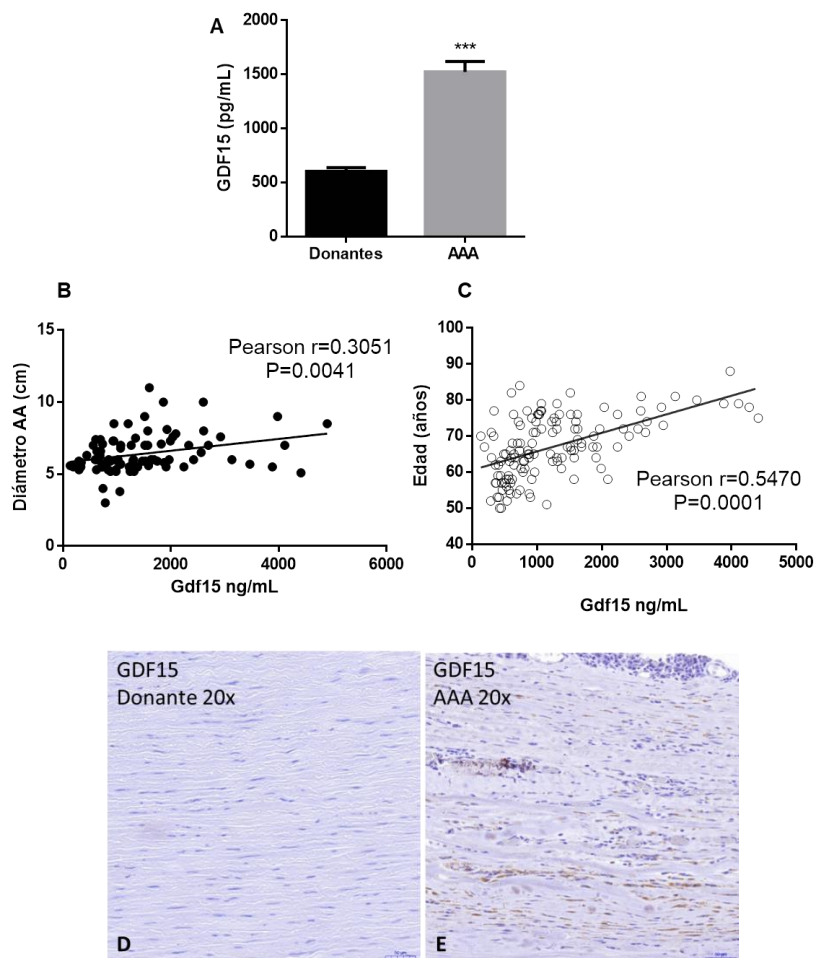 A
2000
1500
1000
500
0
GDF15 (pg/mL)
***
Donantes
AAA
B
15
10
5
0
Diámetro AA (cm)
Pearson r=0.3051
P=0.0041
0
2000
4000
6000
Gdf15 ng/mL
C
100
90
80
70
60
50
40
Edad (años)
Pearson r=0.5470
P=0.0001
0
1000
2000
3000
4000
5000
Gdf15 ng/mL
GDF15
Donante 20x
D
GDF15
AAA 20x
E